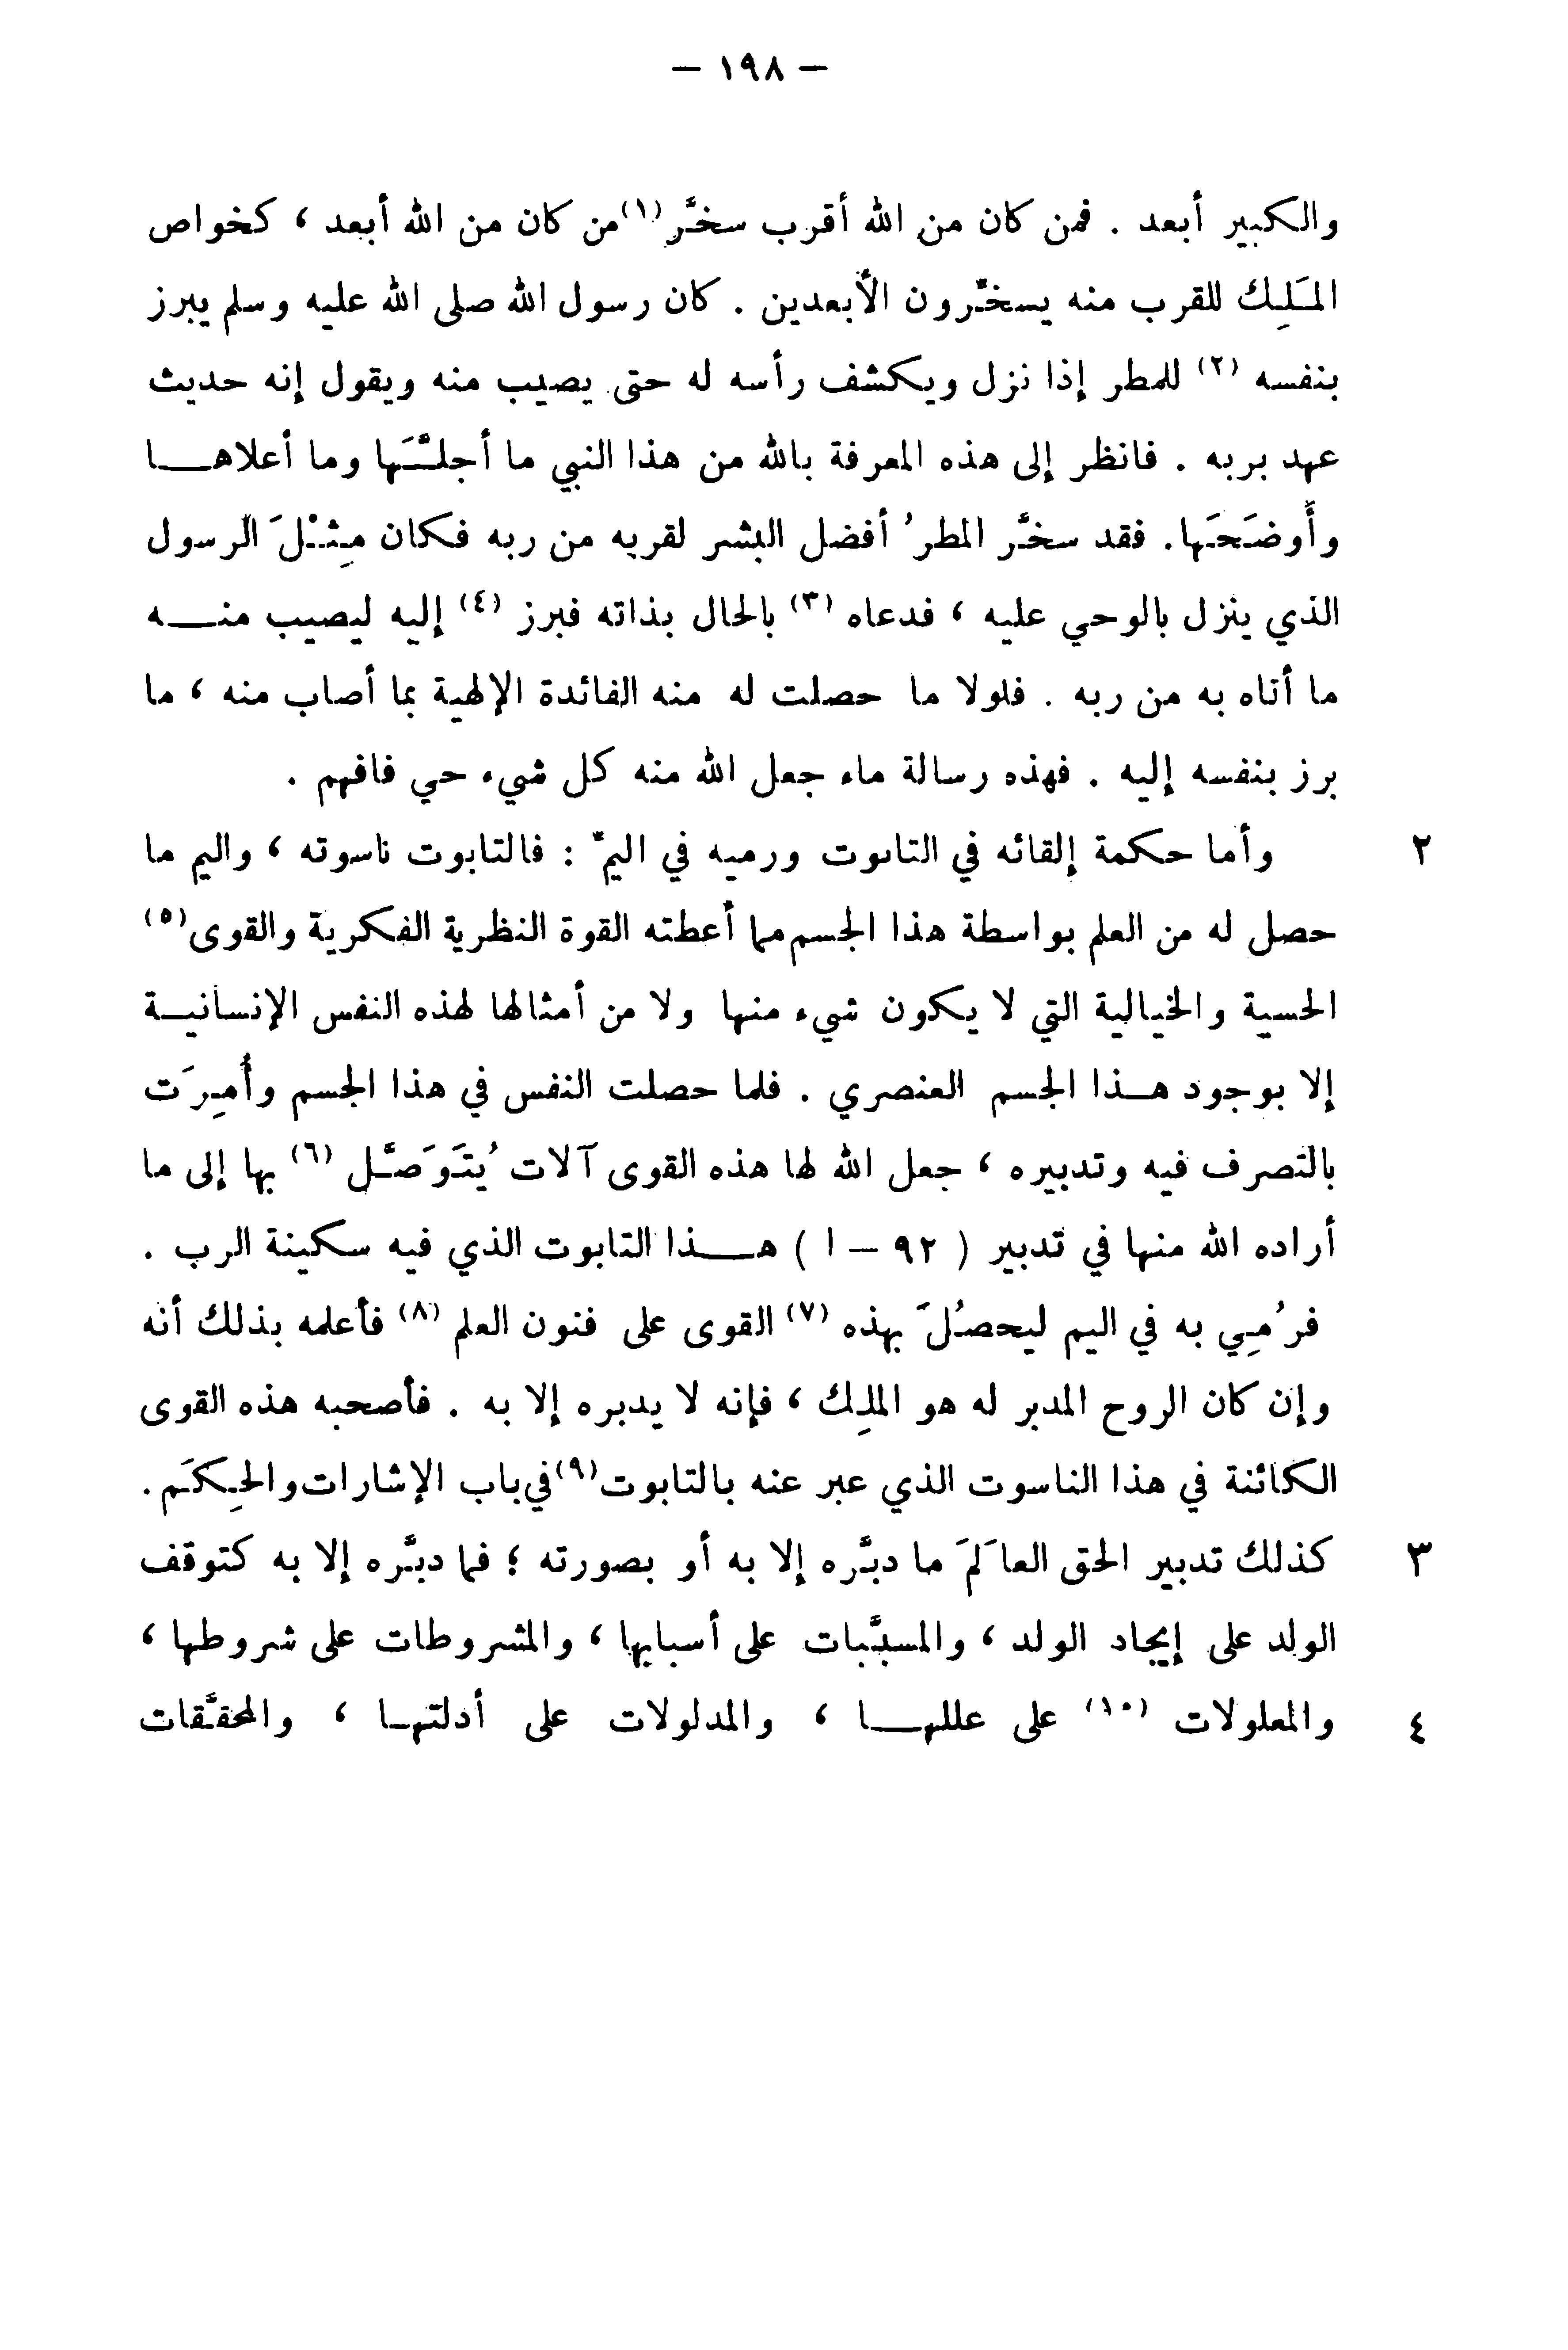 — ١٩٨ —
والكبير أبعد . فمن كان من الله أقرب سخَّر (١) من كان من الله أبعد ، كخواص
المَلِك للقرب منه يسخِّرون الأبعدين . كان رسول الله صلى الله عليه وسلم يبرز
بنفسه (٢) للمطر إذا نزل ويكشف رأسه له حتى يصيب منه ويقول إنه حديث
عهد بربه . فانظر إلى هذه المعرفة بالله من هذا النبي ما أجلَّها وما أعلاها
وأوضَحَها. فقد سخَّر المطرُ أفضل البشر لقربه من ربه فكان مِثْلَ الرسول
الذي ينزل بالوحي عليه ، فدعاه (٣) بالحال بذاته فبرز (٤) إليه ليصيب منه
ما أتاه به من ربه . فلولا ما حصلت له منه الفائدة الإلهية بما أصاب منه ، ما
برز بنفسه إليه . فهذه رسالة ماء جعل الله منه كل شيء حي فافهم .
٢ وأما حكمة إلقائه في التابوت ورميه في اليمّ : فالتابوت ناسوته ، واليم ما
حصل له من العلم بواسطة هذا الجسم مما أعطته القوة النظرية الفكرية والقوى (٥)
الحسية والخيالية التي لا يكون شيء منها ولا من أمثالها لهذه النفس الإنسانية
إلا بوجود هذا الجسم العنصري . فلما حصلت النفس في هذا الجسم وأُمِرَت
بالتصرف فيه وتدبيره ، جعل الله لها هذه القوى آلات يُتَوَصَّل (٦) بها إلى ما
أراده الله منها في تدبير ( ٩٢ – ا ) هذا التابوت الذي فيه سكينة الرب .
فرُمِي به في اليم ليحصُلَ بهذه (٧) القوى على فنون العلم (٨) فأعلمه بذلك أنه
وإن كان الروح المدبر له هو الملِك ، فإنه لا يدبره إلا به . فأصحبه هذه القوى
الكائنة في هذا الناسوت الذي عبر عنه بالتابوت (٩) في باب الإشارات والحِكَم .
٣ كذلك تدبير الحق العالَمَ ما دبَّره إلا به أو بصورته ؛ فما دبَّره إلا به كتوقف
الولد على إيجاد الولد ، والمسبَّبات على أسبابها ، والمشروطات على شروطها ،
٤ والمعلولات (١٠) على عللها ، والمدلولات على أدلتها ، والمحقَّقات